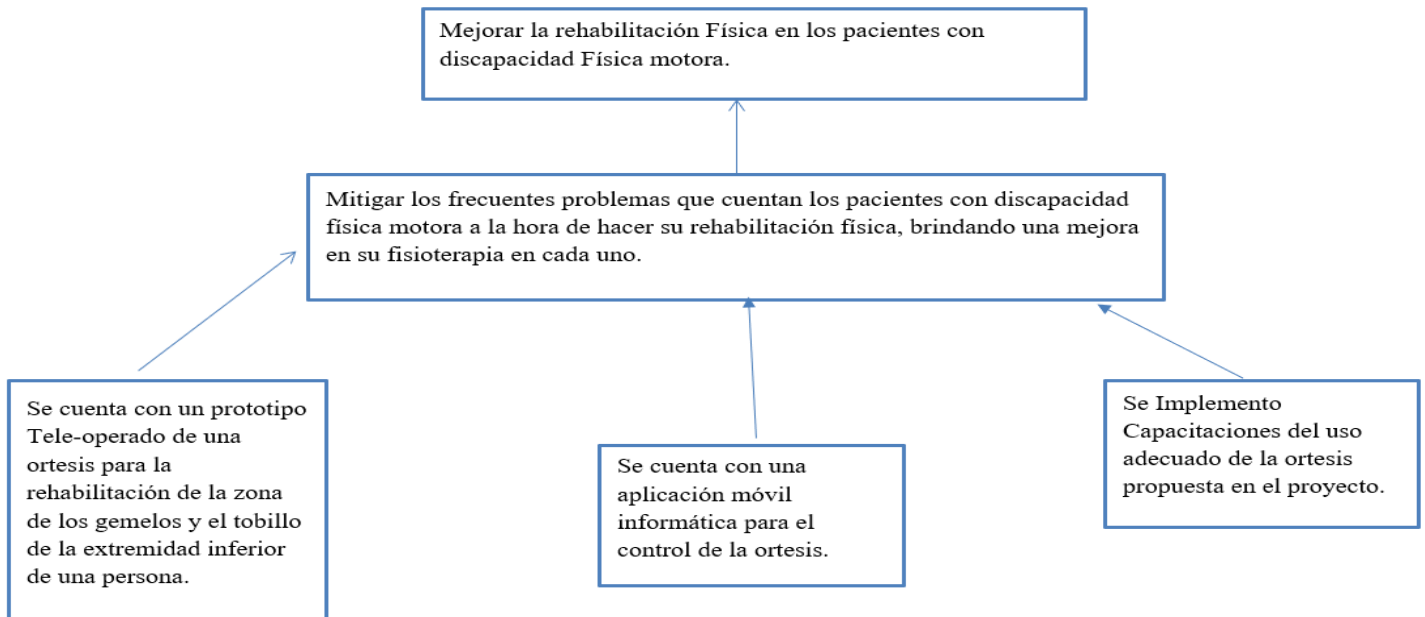 Mejorar la rehabilitación Física en los pacientes con
discapacidad Física motora.
Mitigar los frecuentes problemas que cuentan los pacientes con discapacidad
física motora a la hora de hacer su rehabilitación física, brindando una mejora
en su fisioterapia en cada uno.
Se cuenta con un prototipo
Tele-operado de una
ortesis para la
rehabilitación de la zona
de los gemelos y el tobillo
de la extremidad inferior
de una persona.
Se cuenta con una
aplicación móvil
informática para el
control de la ortesis.
Se Implemento
Capacitaciones del uso
adecuado de la ortesis
propuesta en el proyecto.